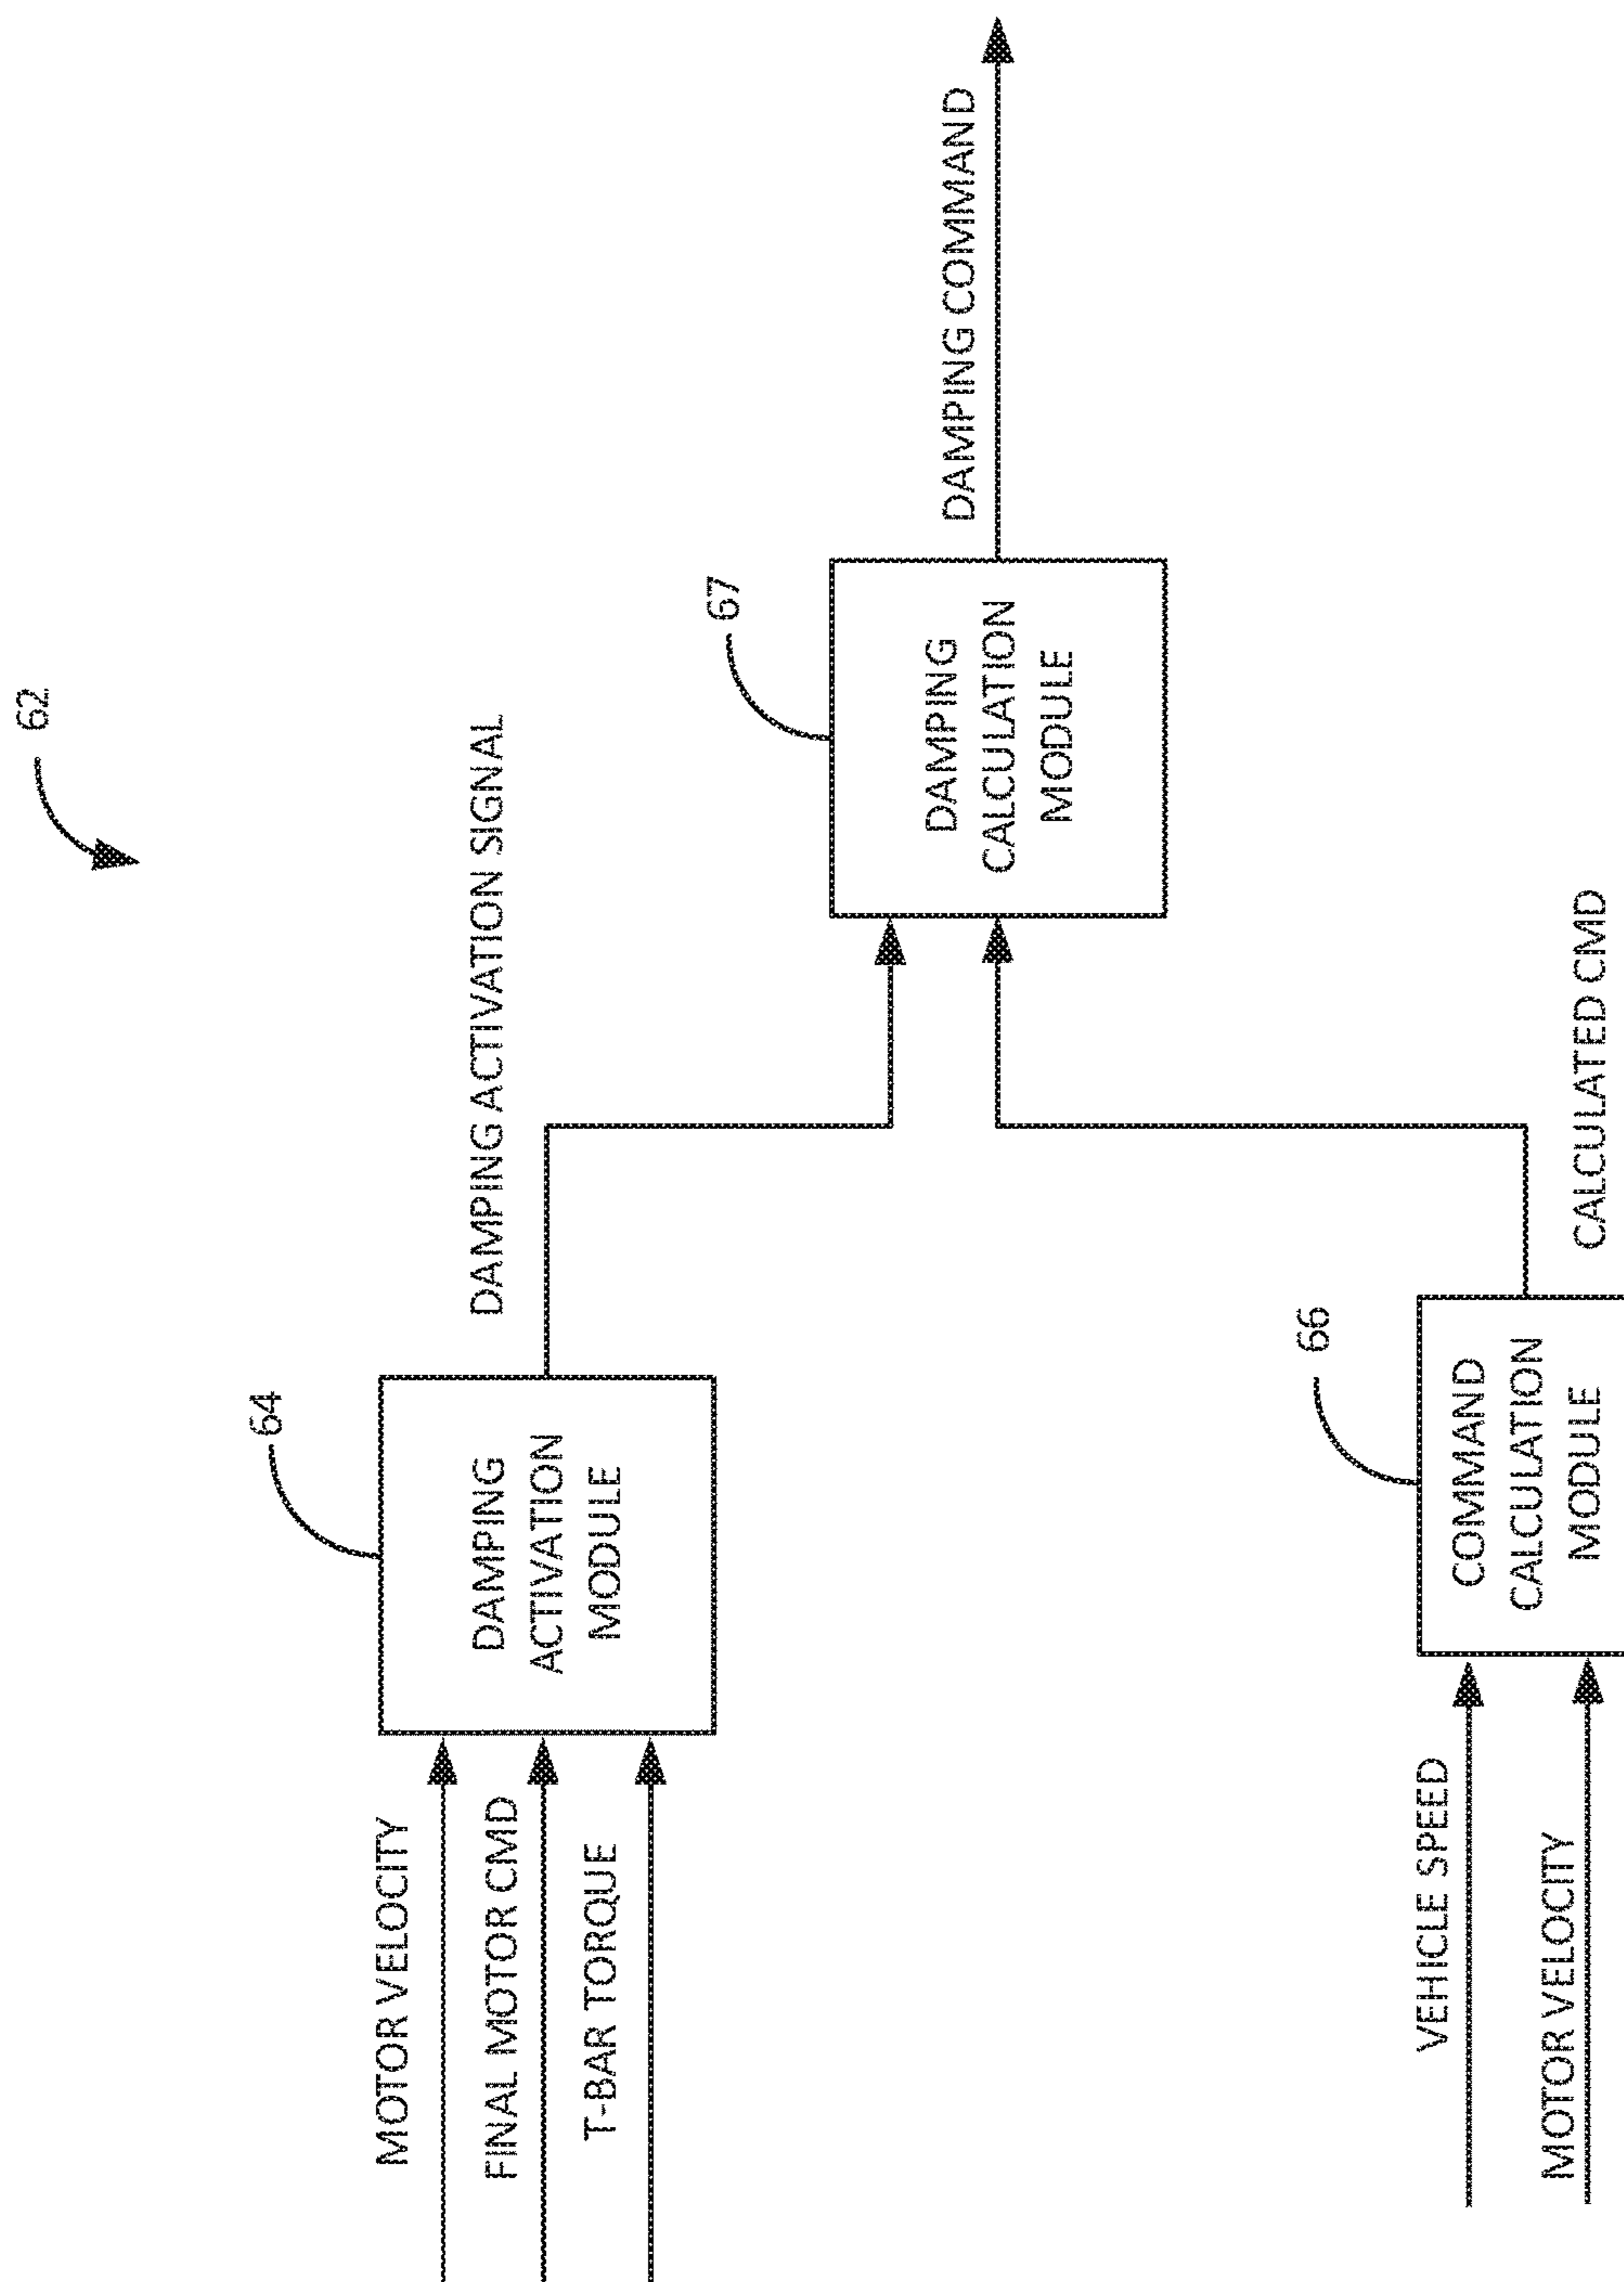 62
MOTOR VELOCITY
FINAL MOTOR CMD
T-BAR TORQUE
64
DAMPING
ACTIVATION
MODULE
DAMPING ACTIVATION SIGNAL
67
DAMPING
CALCULATION
MODULE
DAMPING COMMAND
VEHICLE SPEED
MOTOR VELOCITY
66
COMMAND
CALCULATION
MODULE
CALCULATED CMD